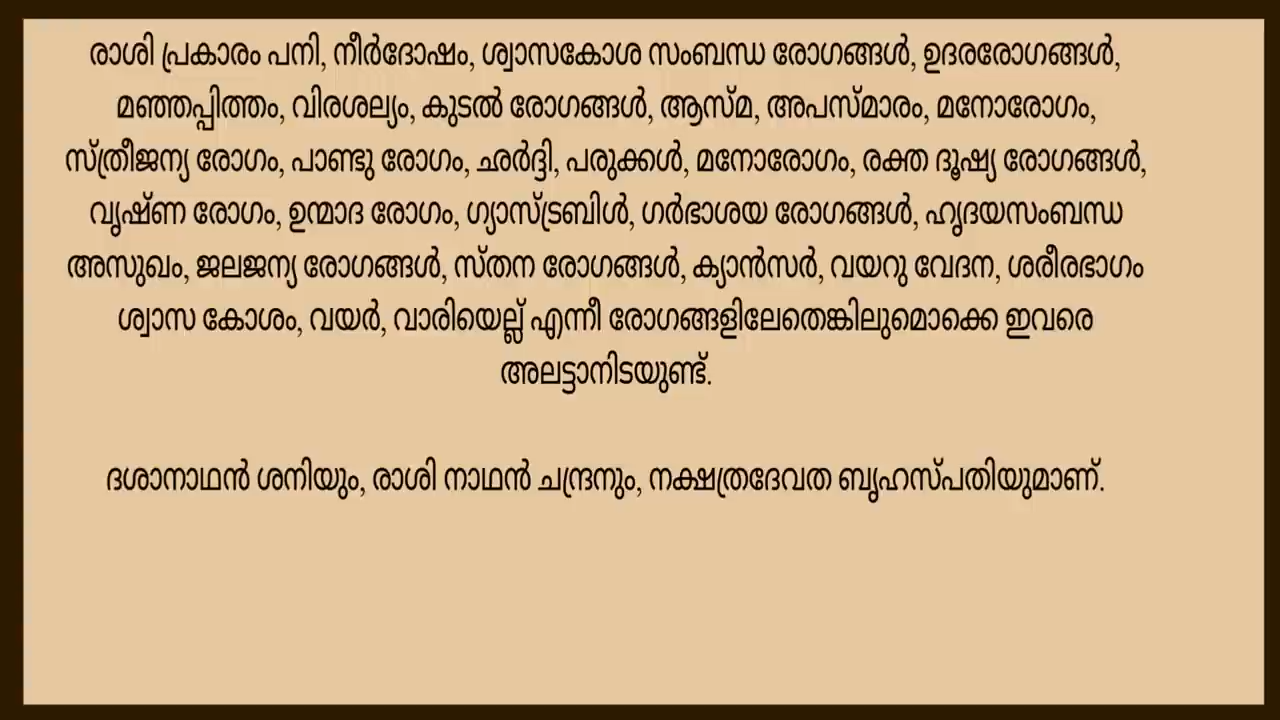 രാശി പ്രകാരം പനി, നീർദോഷം, ശ്വാസകോശ സംബന്ധ രോഗങ്ങൾ, ഉദരരോഗങ്ങൾ,
മഞ്ഞപ്പിത്തം, വിരശല്യം, കുടൽ രോഗങ്ങൾ, ആസ്മ, അപസ്മാരം, മനോരോഗം,
സ്ത്രീജന്യ രോഗം, പാണ്ടു രോഗം, ഛർദ്ദി, പരുക്കൾ, മനോരോഗം, രക്ത ദൂഷ്യ രോഗങ്ങൾ,
വൃഷ്ണ രോഗം, ഉന്മാദ രോഗം, ഗ്യാസ്ട്രബിൾ, ഗർഭാശയ രോഗങ്ങൾ, ഹൃദയസംബന്ധ
അസുഖം, ജലജന്യ രോഗങ്ങൾ, സ്തന രോഗങ്ങൾ, ക്യാൻസർ, വയറു വേദന, ശരീരഭാഗം
ശ്വാസ കോശം, വയർ, വാരിയെല്ല് എന്നീ രോഗങ്ങളിലേതെങ്കിലുമൊക്കെ ഇവരെ
അലട്ടാനിടയുണ്ട്.
ദശാനാഥൻ ശനിയും, രാശി നാഥൻ ചന്ദ്രനും, നക്ഷത്രദേവത ബൃഹസ്പതിയുമാണ്.